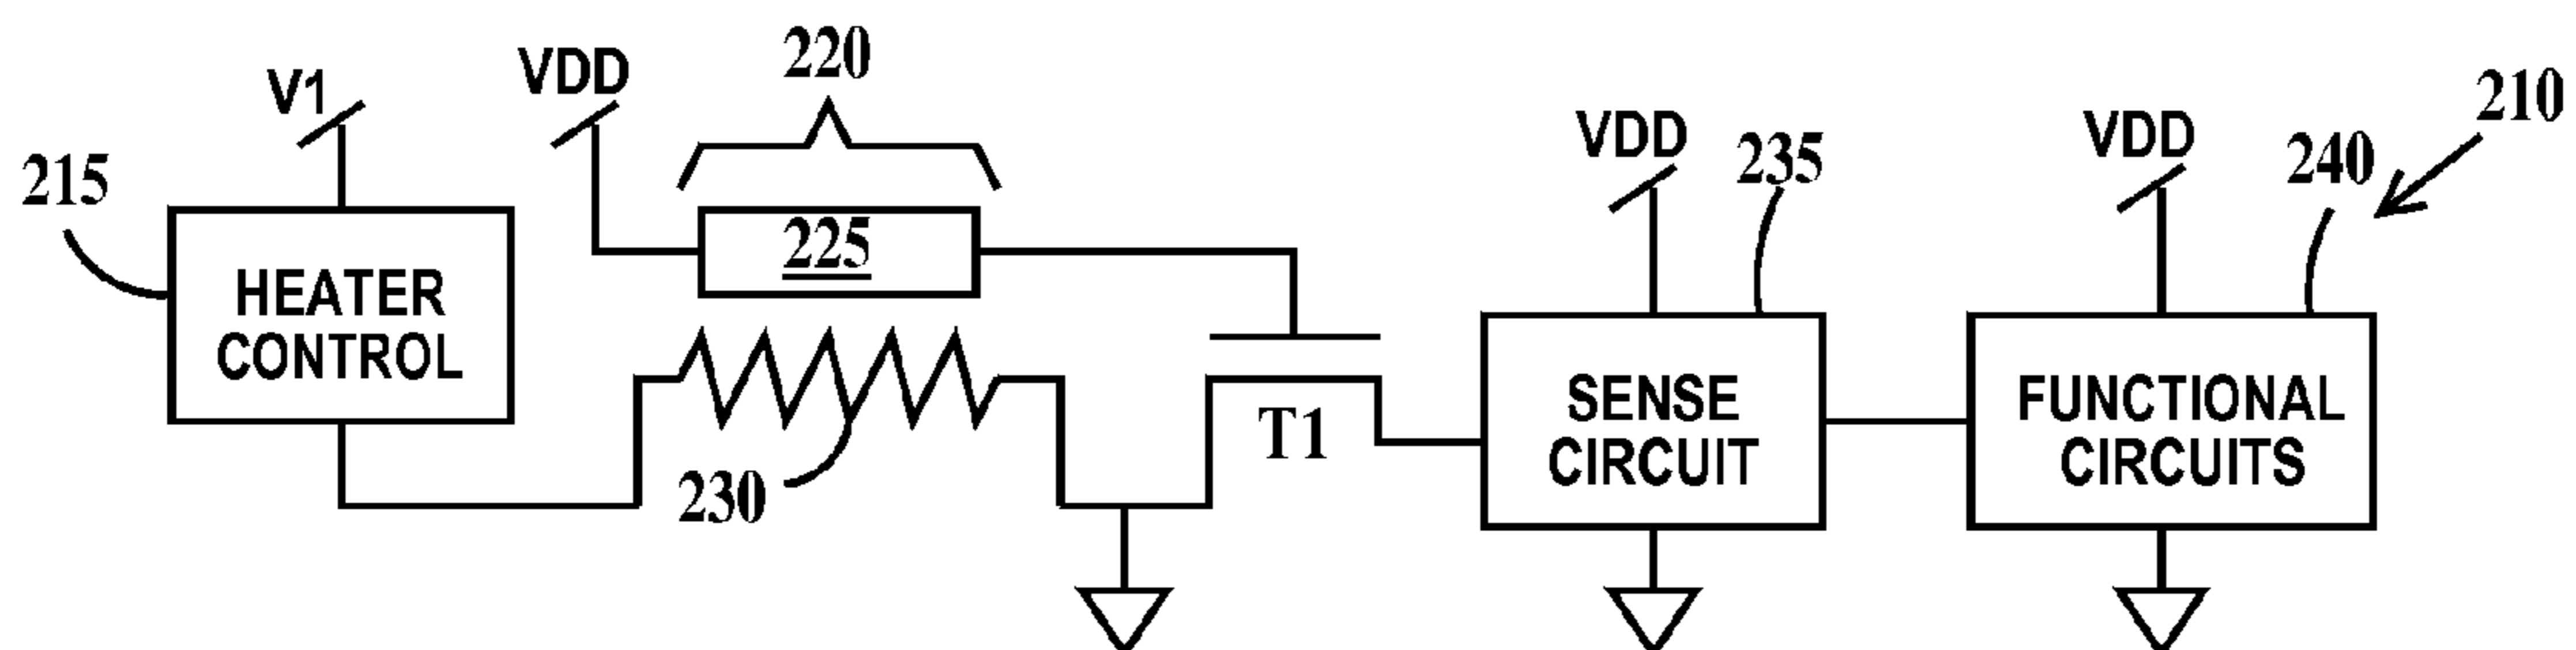 220
VDD
V1
210
VDD
235
VDD
240
215
225
HEATER
CONTROL
SENSE
CIRCUIT
FUNCTIONAL
CIRCUITS
T1
230